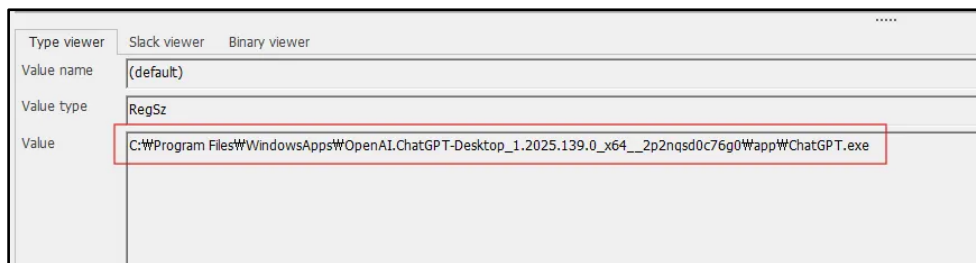 Type viewer Slack viewer Binary viewer
Value name (default)
Value type RegSz
Value C:₩Program Files₩WindowsApps₩OpenAI.ChatGPT-Desktop_1.2025.139.0_x64__2p2nqsd0c76g0₩app₩ChatGPT.exe